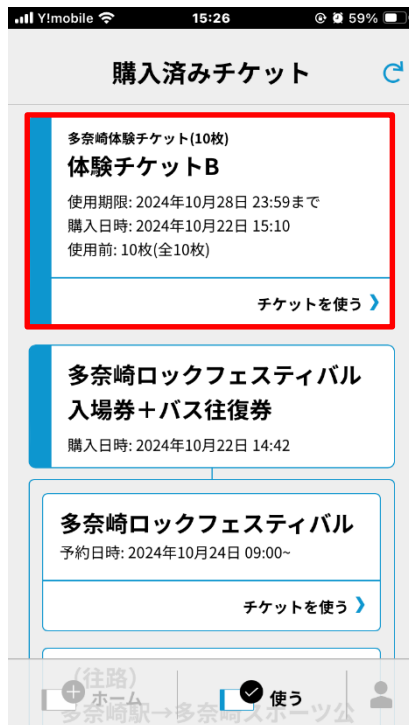 Y!mobile 15:26 59%
購入済みチケット
多奈崎体験チケット(10枚)
体験チケットB
使用期限: 2024年10月28日 23:59まで
購入日時: 2024年10月22日 15:10
使用前: 10枚(全10枚)
チケットを使う
多奈崎ロックフェスティバル
入場券＋バス往復券
購入日時: 2024年10月22日 14:42
多奈崎ロックフェスティバル
予約日時: 2024年10月24日 09:00~
チケットを使う
(往路)
多奈崎駅→多奈崎スポーツ公
ホーム
使う